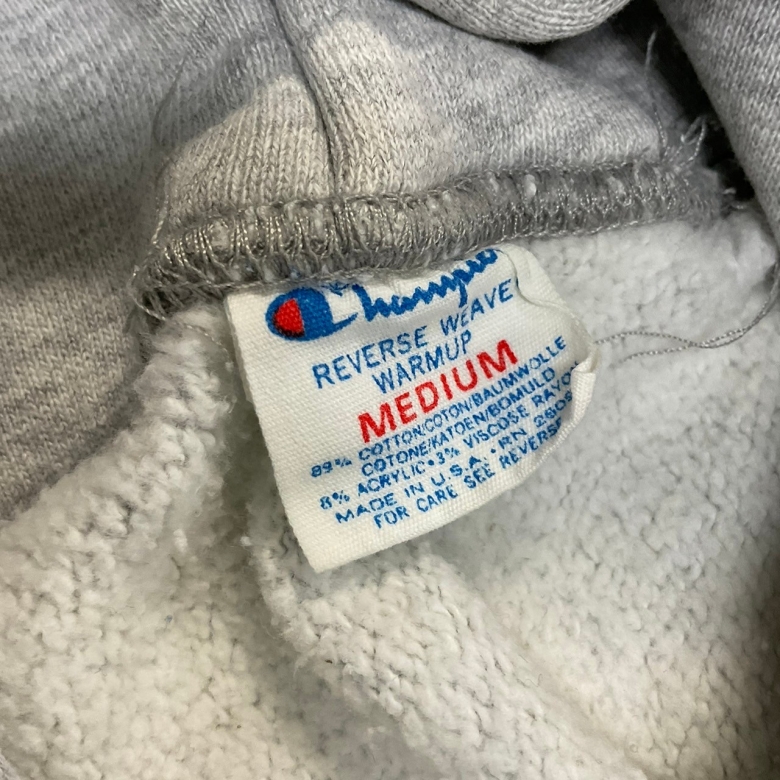 Champion
REVERSE WEAVE
WARMUP
MEDIUM
89% COTTON/COTON/BAUMWOLLE
COTONE/KATOEN/BOMULD
8% ACRYLIC•3% VISCOSE RAYON
MADE IN U.S.A.•RN
FOR CARE SEE REVERSE